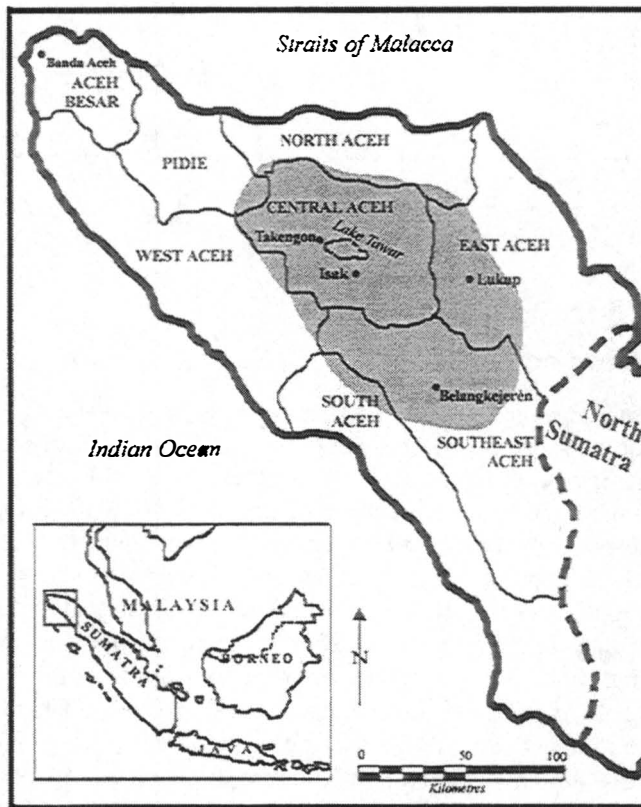 Straits of Malacca
Banda Aceh
ACEH
BESAR
NORTH ACEH
PIDIE
CENTRAL ACEH
Lake Tawar
Takengon
EAST ACEH
WEST ACEH
Isak
Lukup
Belangkejerèn
SOUTH
ACEH
North
Sumatra
SOUTHEAST
ACEH
Indian Ocean
MALAYSIA
SUMATRA
BORNEO
JAVA
N
0 50 100
Kilometres